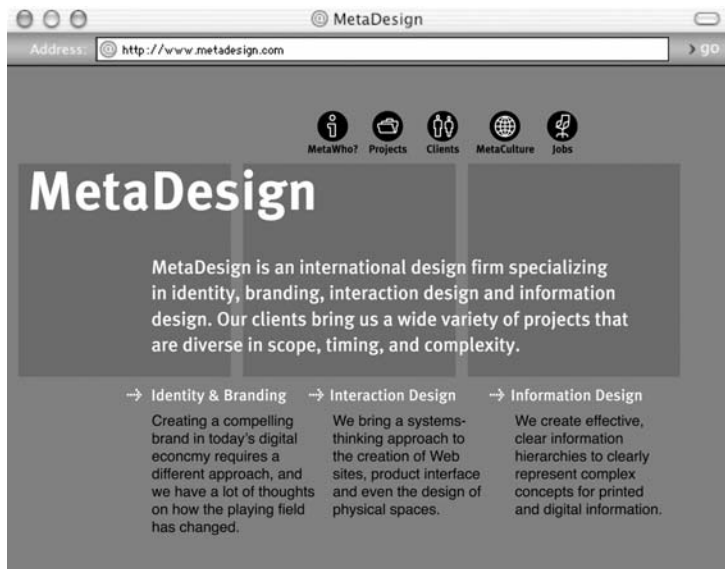 MetaDesign
Address: http://www.metadesign.com go
MetaWho? Projects Clients MetaCulture Jobs
MetaDesign
MetaDesign is an international design firm specializing
in identity, branding, interaction design and information
design. Our clients bring us a wide variety of projects that
are diverse in scope, timing, and complexity.
Identity & Branding
Creating a compelling
brand in today's digital
economy requires a
different approach, and
we have a lot of thoughts
on how the playing field
has changed.
Interaction Design
We bring a systems-
thinking approach to
the creation of Web
sites, product interface
and even the design of
physical spaces.
Information Design
We create effective,
clear information
hierarchies to clearly
represent complex
concepts for printed
and digital information.